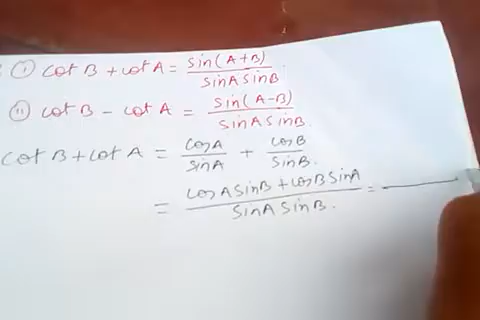 (i) cot B + cot A = sin(A+B) / sinA sinB.
(ii) cot B - cot A = sin(A-B) / sinA sinB.
cot B + cot A = cosA / sinA + cosB / sinB.
= cosA sinB + cosB sinA / sinA sinB. =